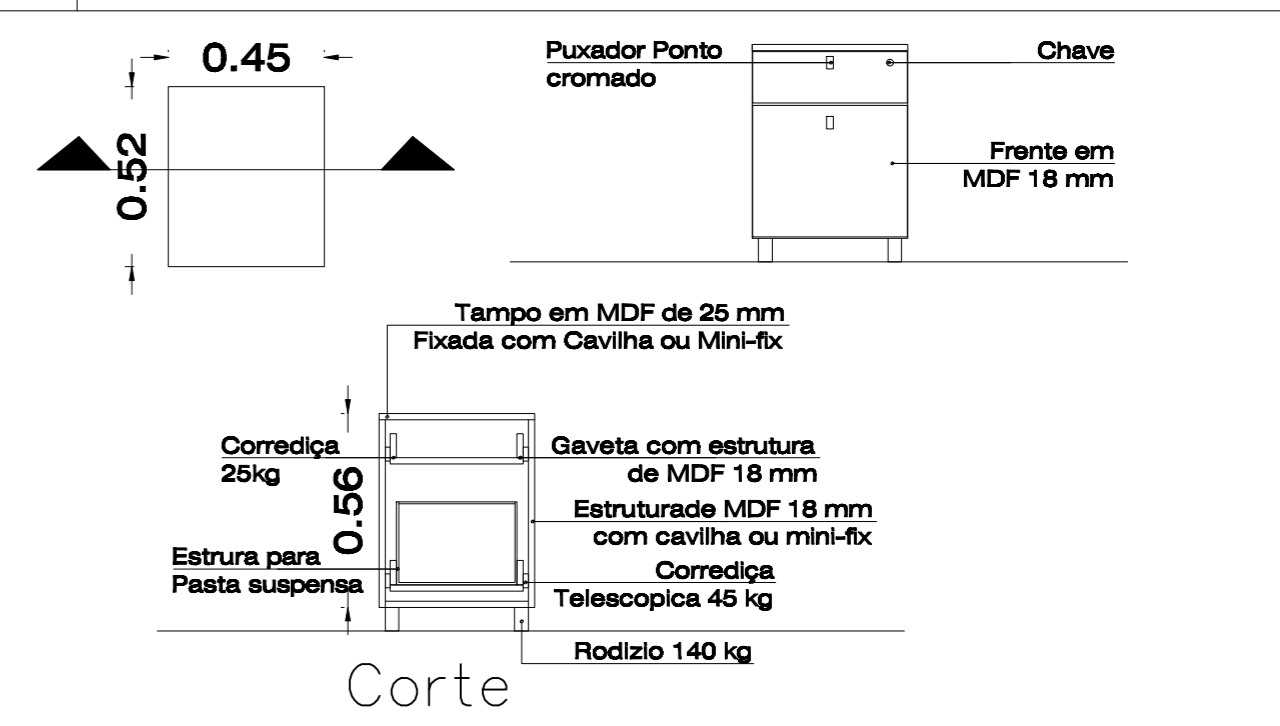 0.45
0.52
Puxador Ponto
cromado
Chave
Frente em
MDF 18 mm
Tampo em MDF de 25 mm
Fixada com Cavilha ou Mini-fix
Corrediça
25kg
0.56
Gaveta com estrutura
de MDF 18 mm
Estruturade MDF 18 mm
com cavilha ou mini-fix
Estrura para
Pasta suspensa
Corrediça
Telescopica 45 kg
Rodizio 140 kg
Corte